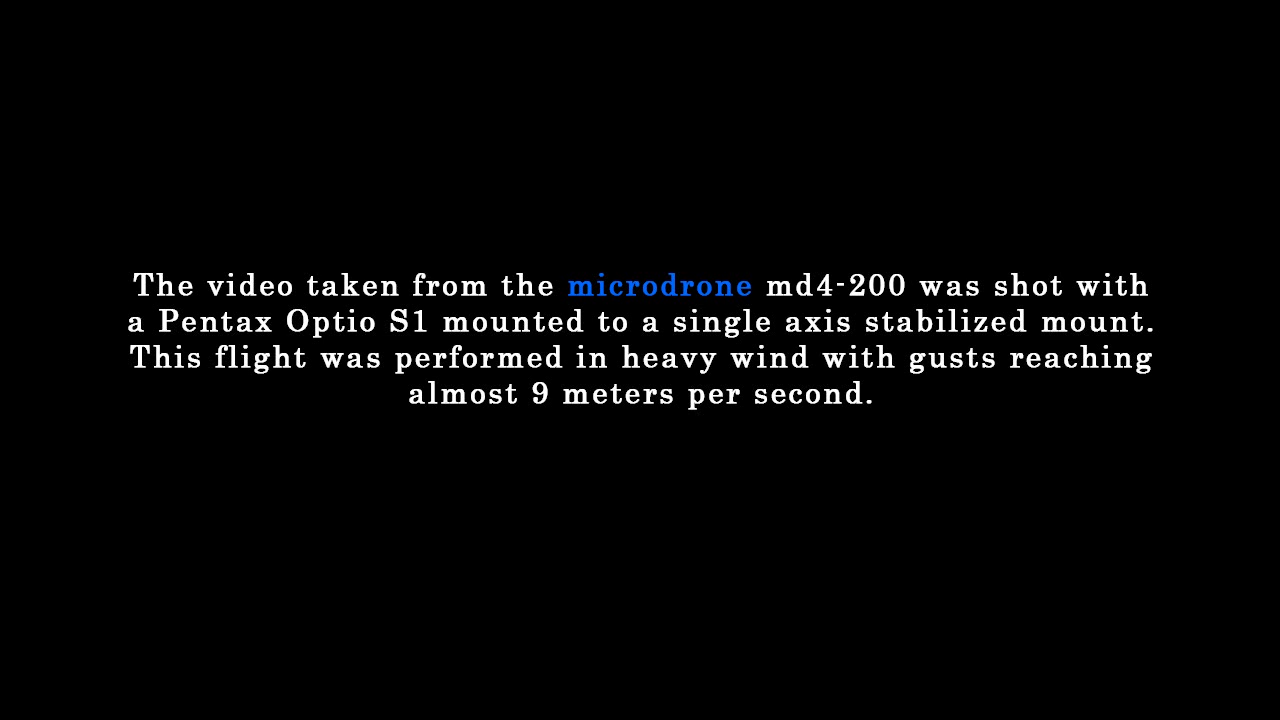 The video taken from the microdrone md4-200 was shot with
a Pentax Optio S1 mounted to a single axis stabilized mount.
This flight was performed in heavy wind with gusts reaching
almost 9 meters per second.